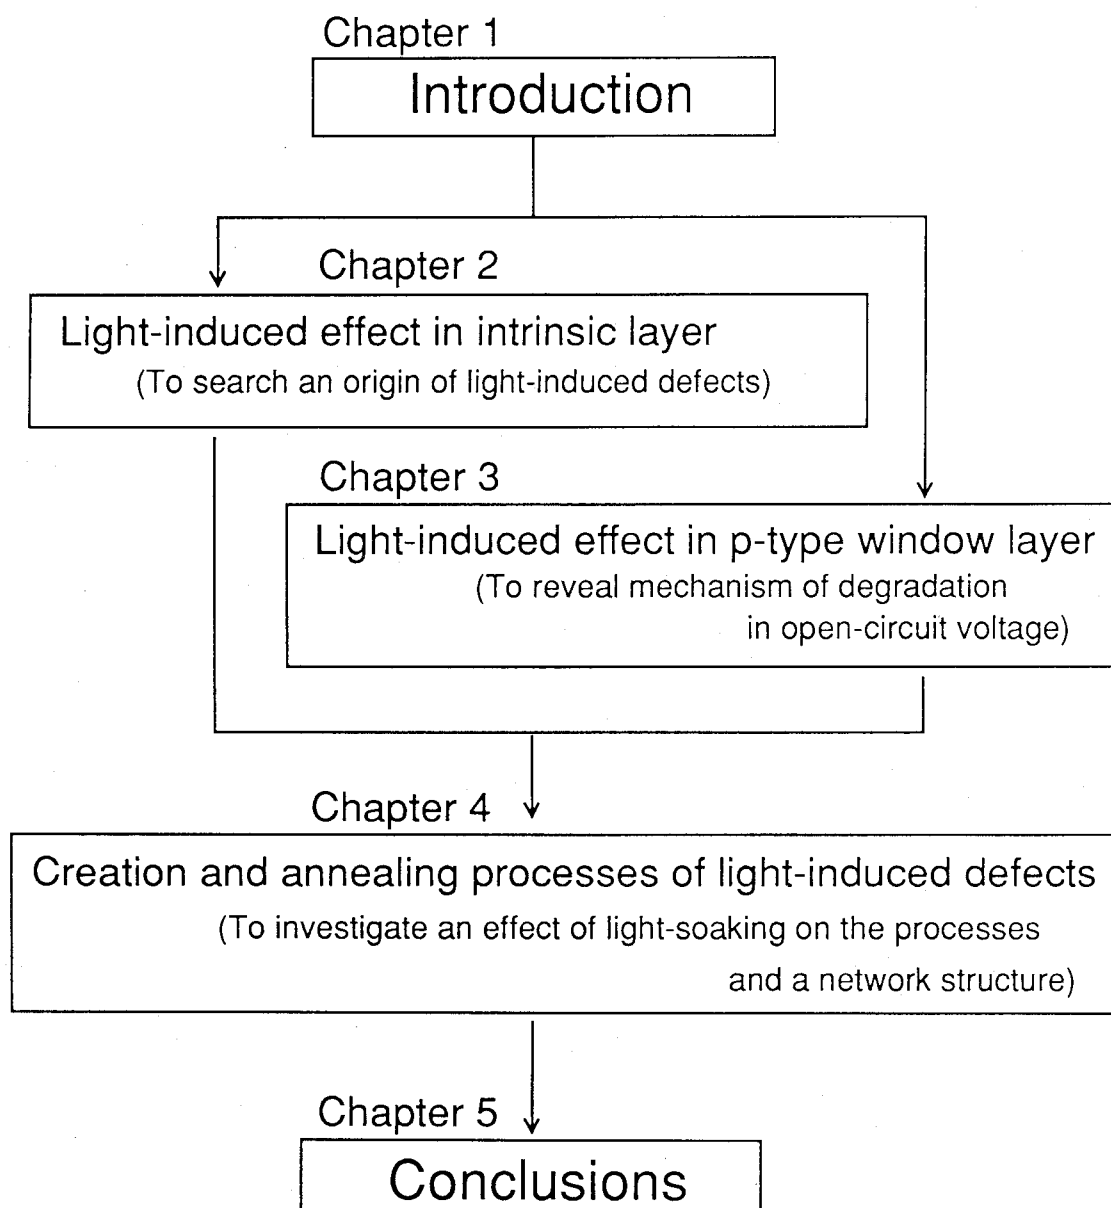 Chapter 1
Introduction
Chapter 2
Light-induced effect in intrinsic layer
(To search an origin of light-induced defects)
Chapter 3
Light-induced effect in p-type window layer
(To reveal mechanism of degradation
in open-circuit voltage)
Chapter 4
Creation and annealing processes of light-induced defects
(To investigate an effect of light-soaking on the processes
and a network structure)
Chapter 5
Conclusions